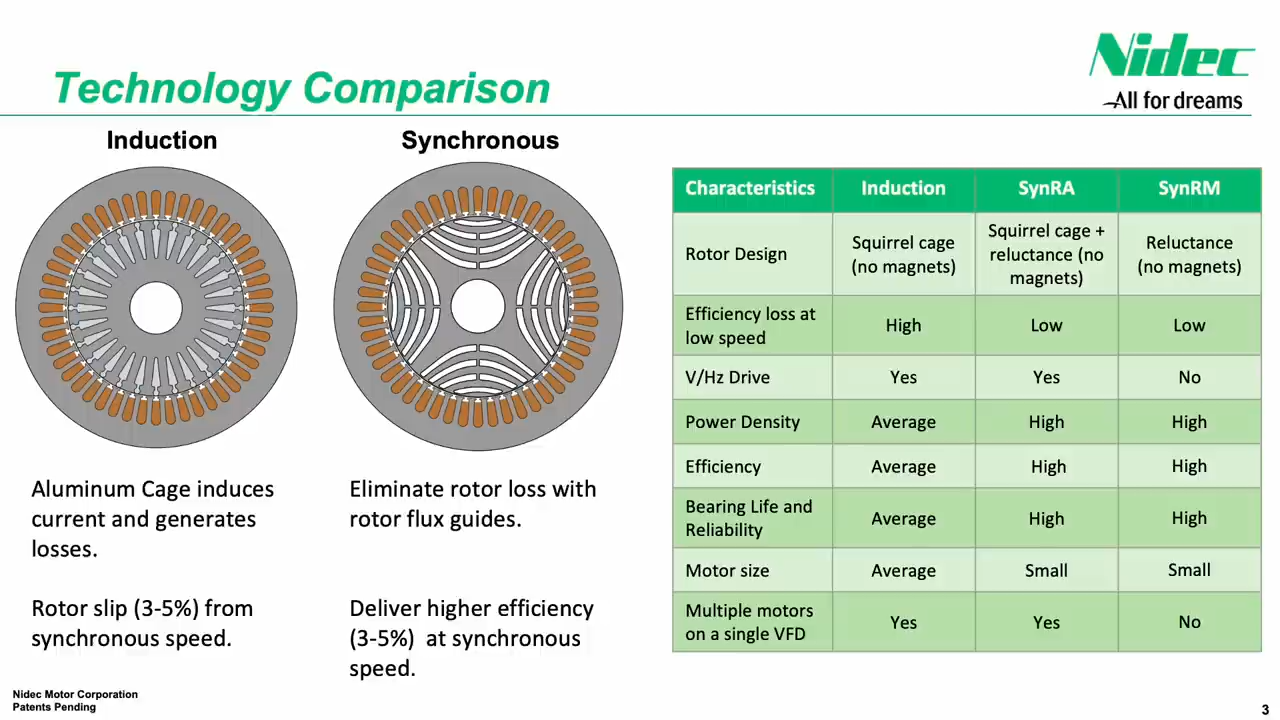 Technology Comparison
Nidec
All for dreams
Induction
Synchronous
Aluminum Cage induces
current and generates
losses.
Rotor slip (3-5%) from
synchronous speed.
Eliminate rotor loss with
rotor flux guides.
Deliver higher efficiency
(3-5%) at synchronous
speed.
Characteristics Induction SynRA SynRM
Rotor Design
Squirrel cage
(no magnets)
Squirrel cage +
reluctance (no
magnets)
Reluctance
(no magnets)
Efficiency loss at
low speed
High Low Low
V/Hz Drive Yes Yes No
Power Density Average High High
Efficiency Average High High
Bearing Life and
Reliability
Average High High
Motor size Average Small Small
Multiple motors
on a single VFD
Yes Yes No
Nidec Motor Corporation
Patents Pending
3